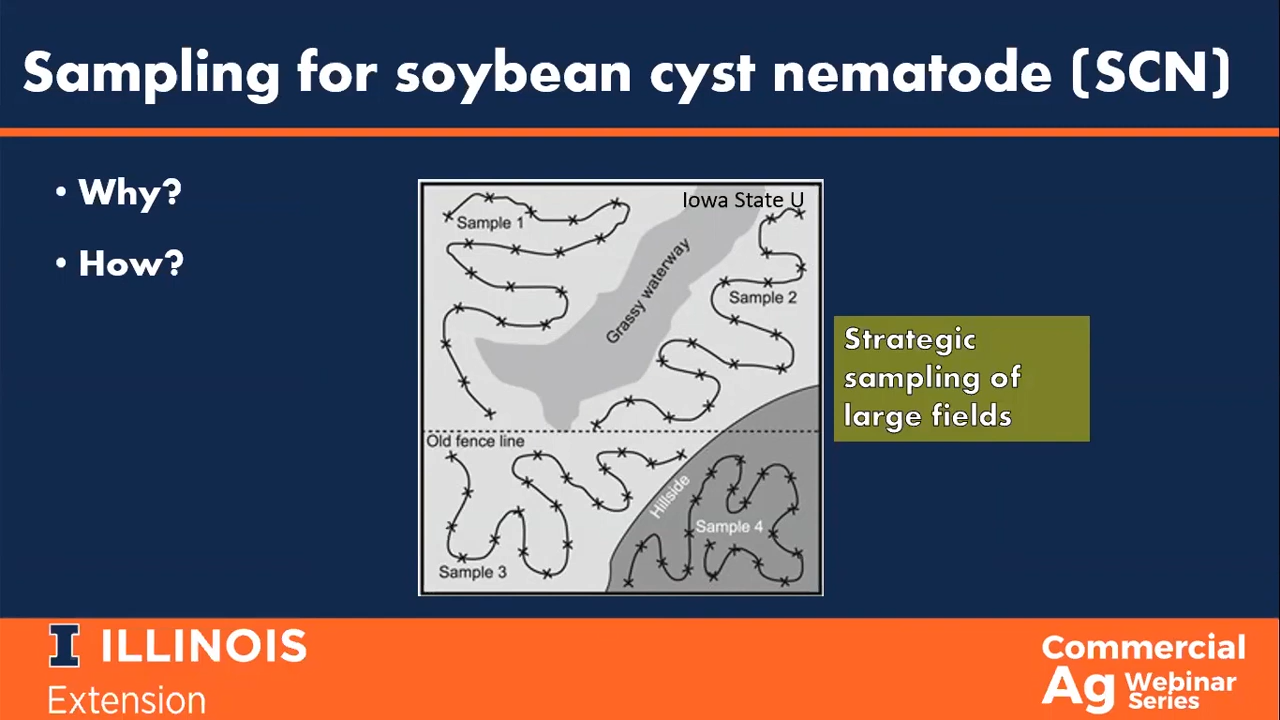 Sampling for soybean cyst nematode (SCN)
• Why?
• How?
Iowa State U
Sample 1
Grassy waterway
Sample 2
Old fence line
Hillside
Sample 3
Sample 4
Strategic
sampling of
large fields
I ILLINOIS
Extension
Commercial
Ag Webinar
Series